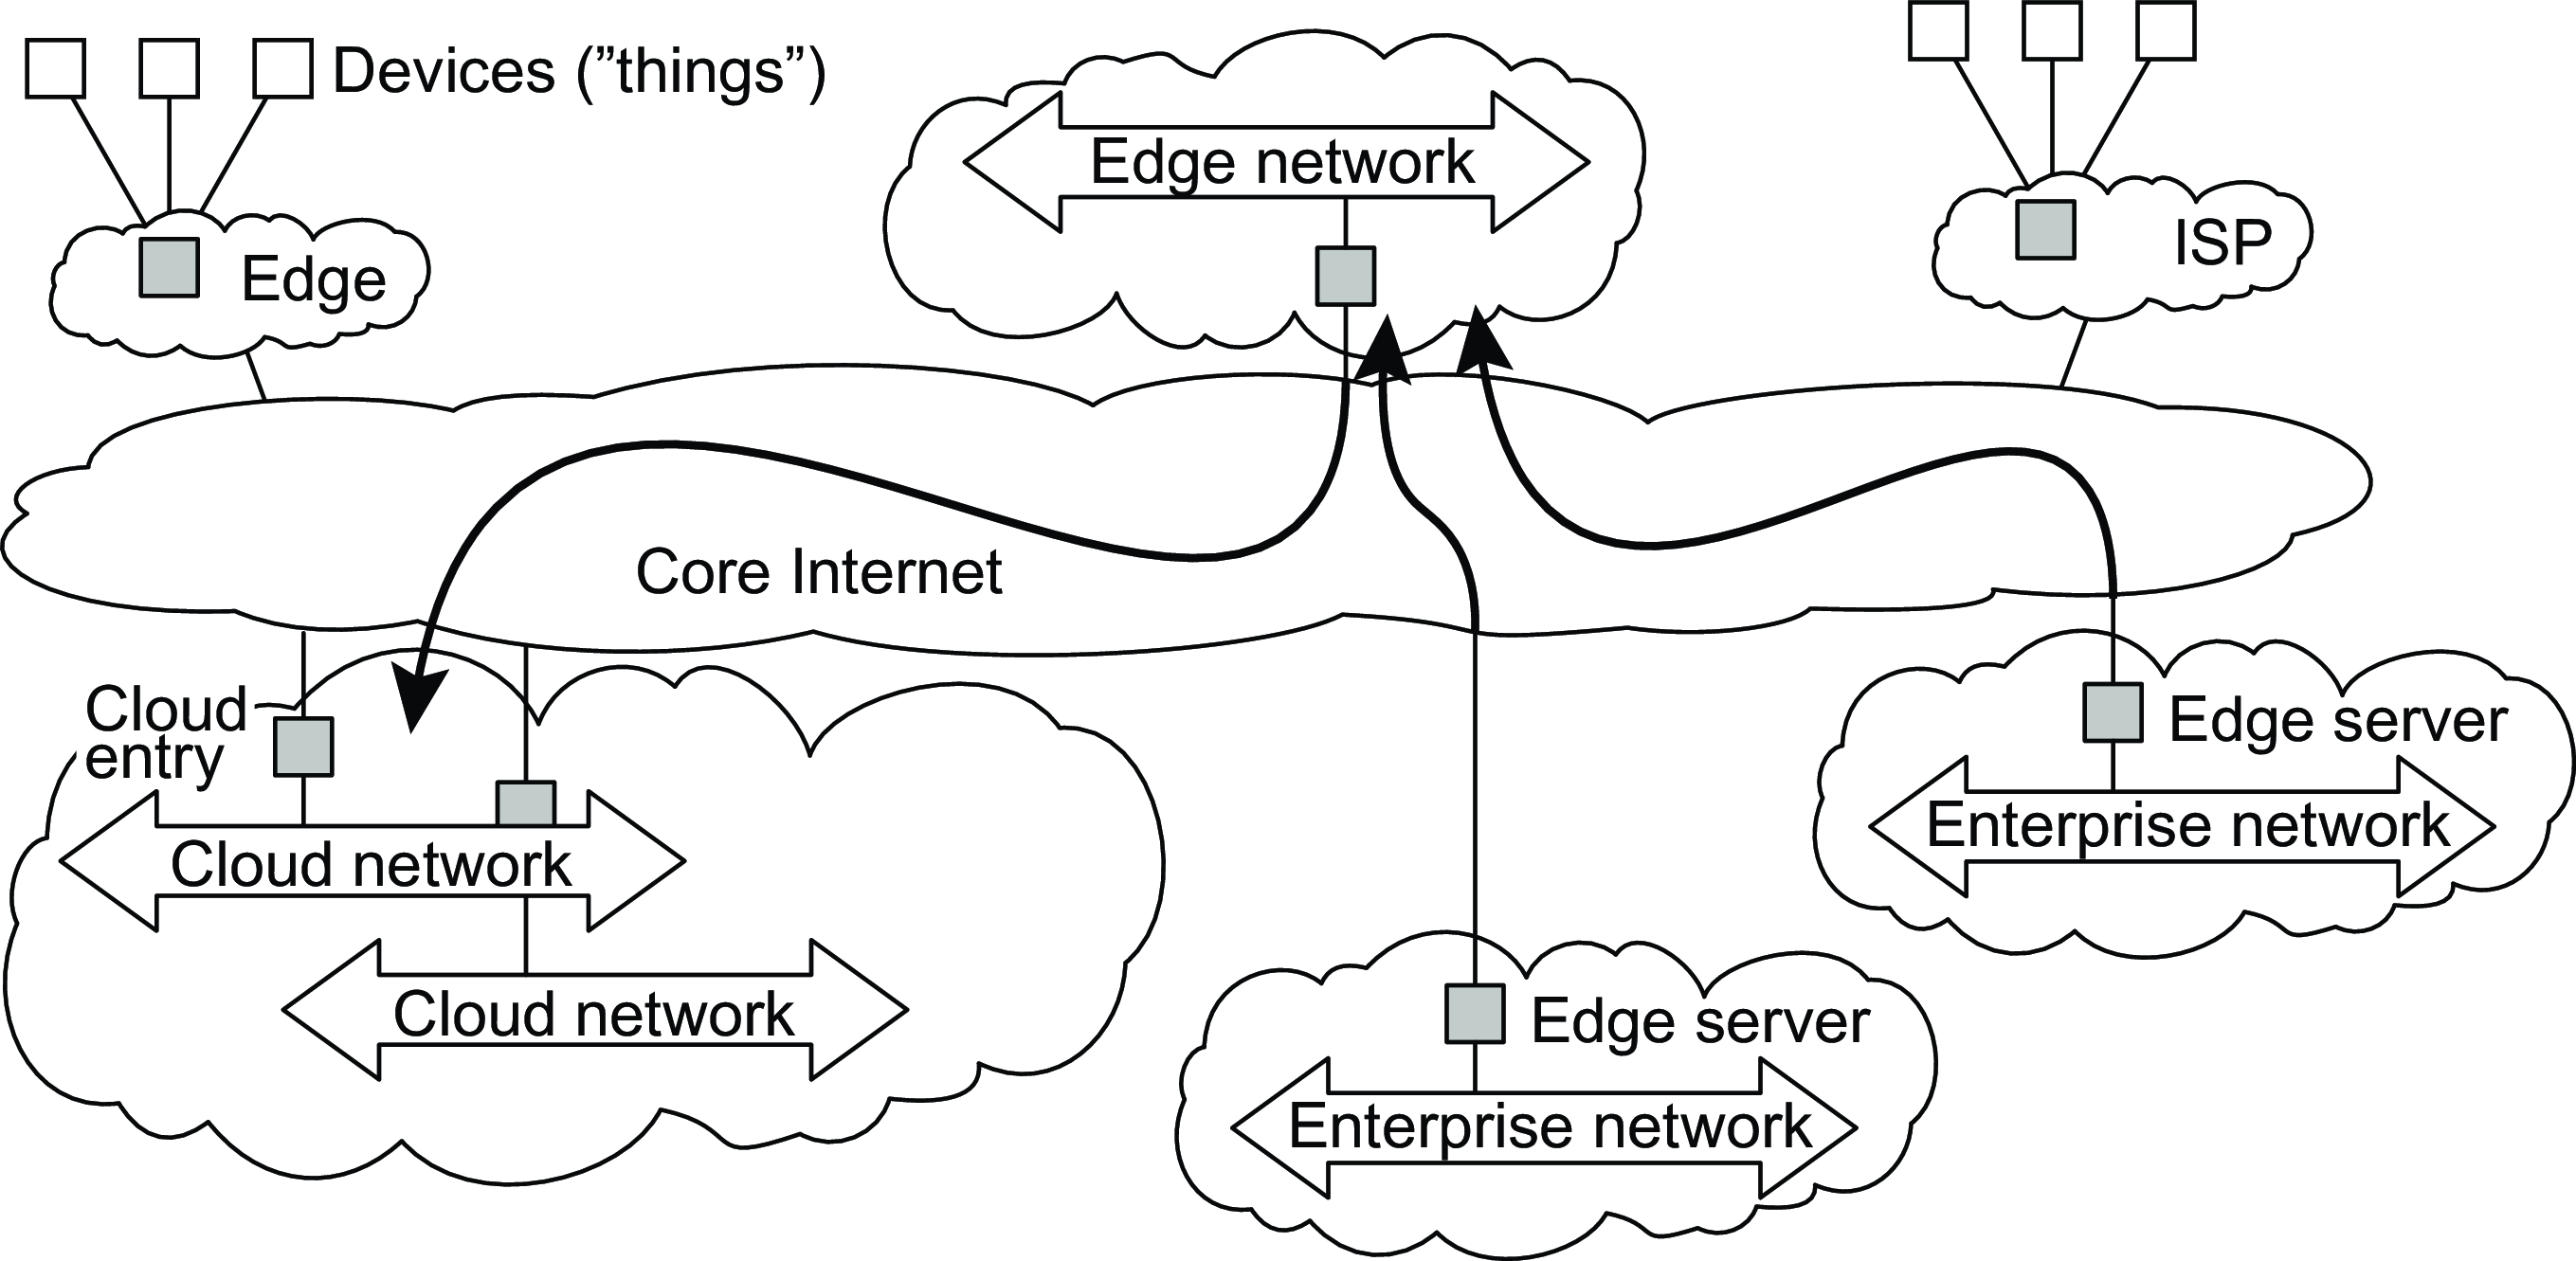 Devices (”things”)
Edge network
ISP
Edge
Core Internet
Cloud
entry
Edge server
Cloud network
Enterprise network
Cloud network
Edge server
Enterprise network